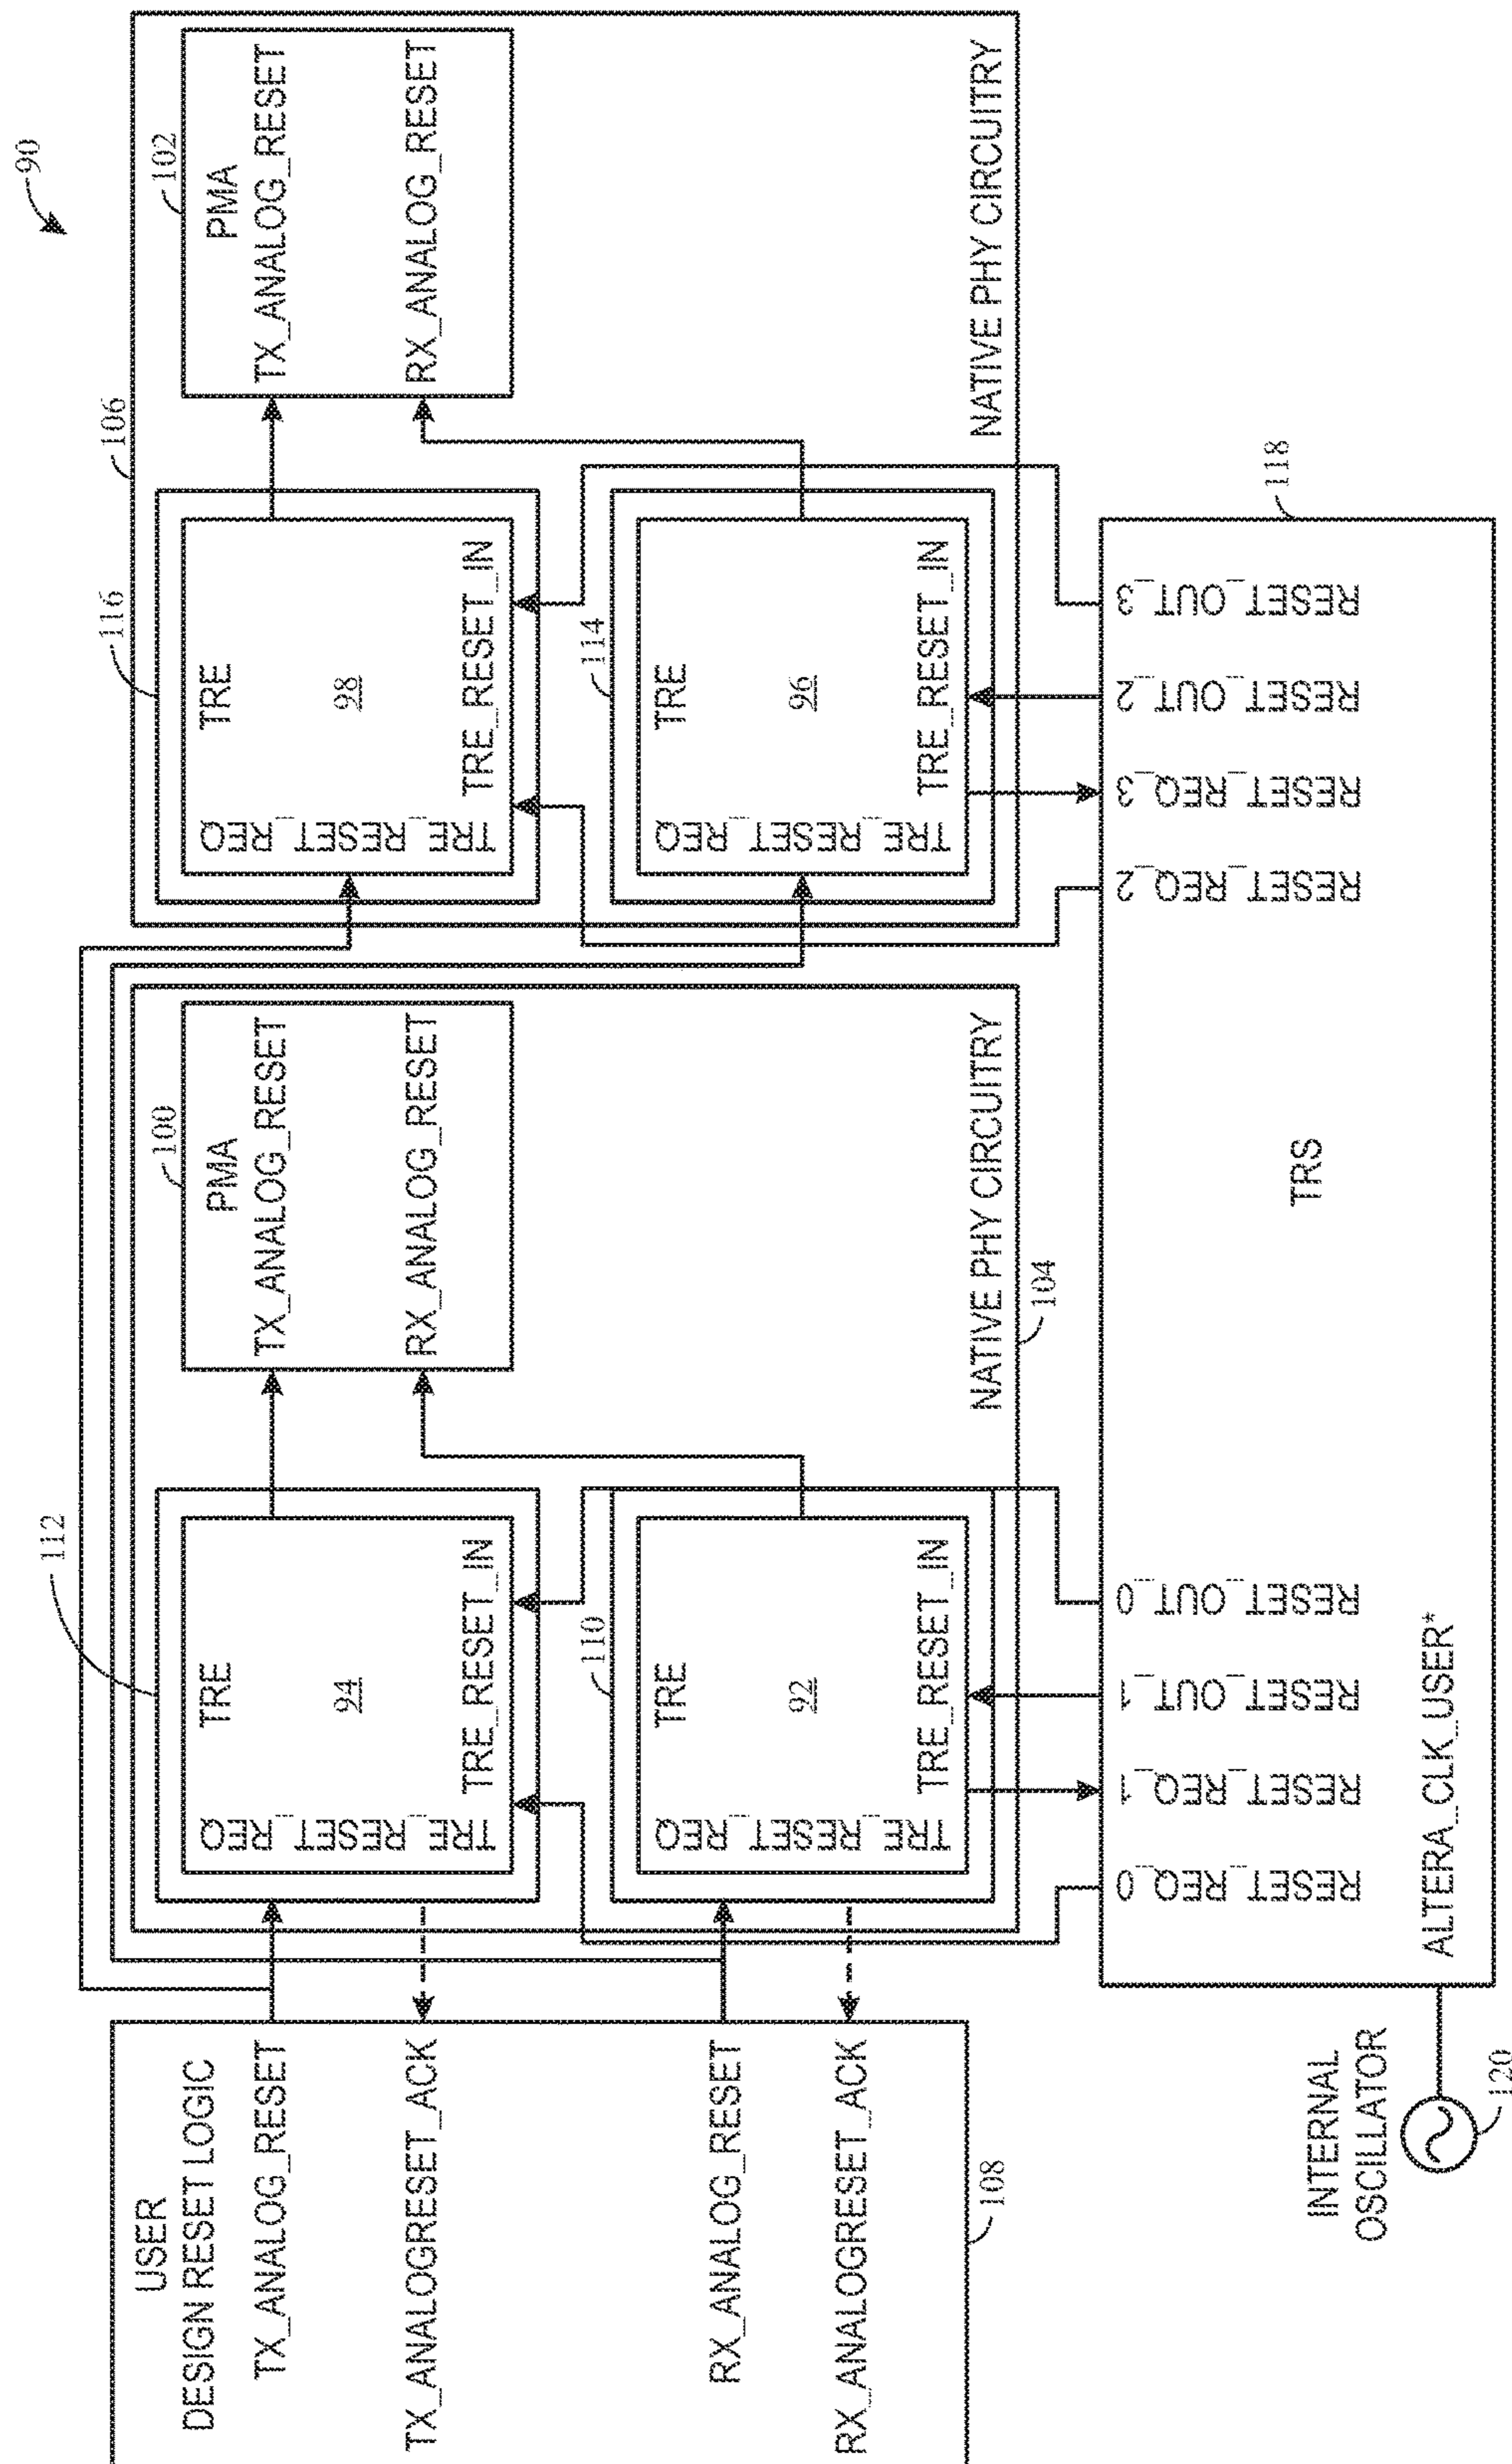 90
USER
DESIGN RESET LOGIC
TX_ANALOG_RESET
TX_ANALOGRESET_ACK
RX_ANALOG_RESET
RX_ANALOGRESET_ACK
108
112
TRE
94
TRE_RESET_REQ
TRE_RESET_IN
110
TRE
92
TRE_RESET_REQ
TRE_RESET_IN
100
PMA
TX_ANALOG_RESET
RX_ANALOG_RESET
NATIVE PHY CIRCUITRY
104
106
116
TRE
98
TRE_RESET_REQ
TRE_RESET_IN
114
TRE
96
TRE_RESET_REQ
TRE_RESET_IN
102
PMA
TX_ANALOG_RESET
RX_ANALOG_RESET
NATIVE PHY CIRCUITRY
118
RESET_REQ_0
RESET_REQ_1
RESET_OUT_1
RESET_OUT_0
RESET_REQ_2
RESET_REQ_3
RESET_OUT_2
RESET_OUT_3
TRS
ALTERA_CLK_USER*
INTERNAL
OSCILLATOR
120